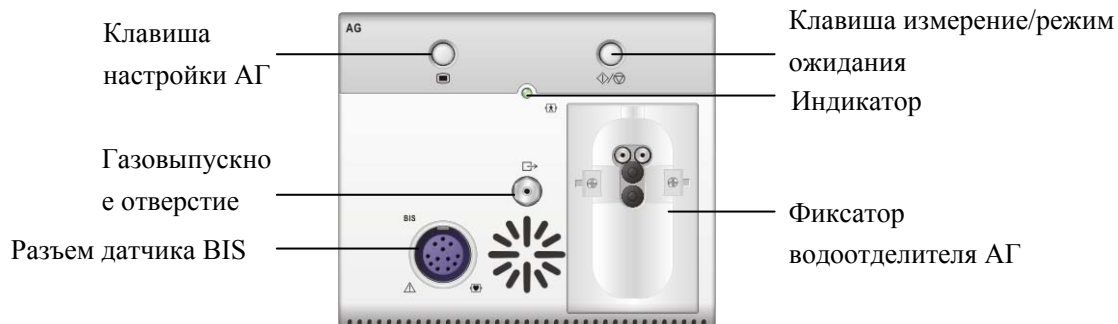 Клавиша
настройки АГ
Газовыпускно
е отверстие
Разъем датчика BIS
AG
BIS
Клавиша измерение/режим
ожидания
Индикатор
Фиксатор
водоотделителя АГ